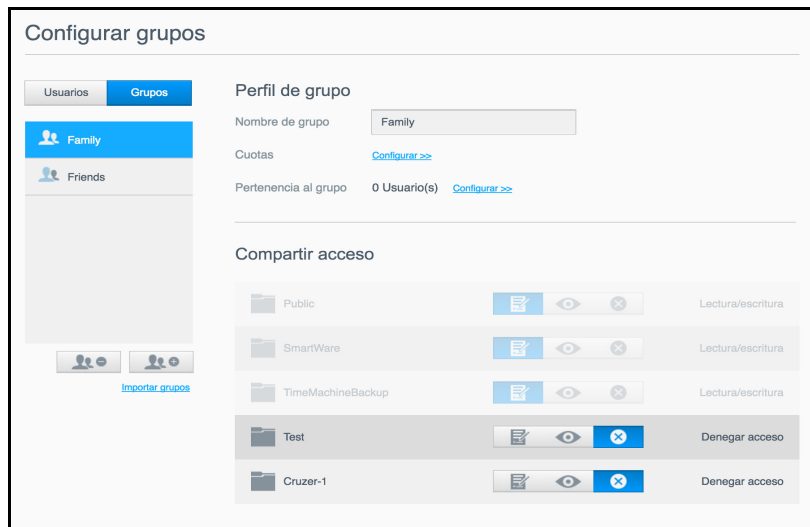 Configurar grupos
Usuarios Grupos
Family
Friends
Importar grupos
Perfil de grupo
Nombre de grupo Family
Cuotas Configurar >>
Pertenencia al grupo 0 Usuario(s) Configurar >>
Compartir acceso
Public Lectura/escritura
SmartWare Lectura/escritura
TimeMachineBackup Lectura/escritura
Test Denegar acceso
Cruzer-1 Denegar acceso